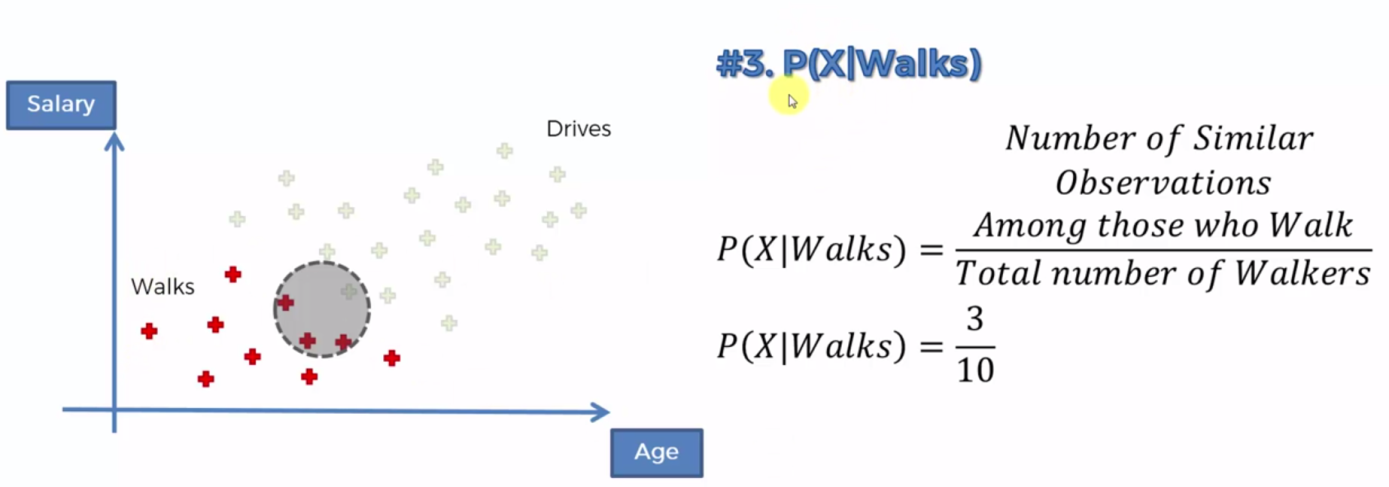 #3. P(X|Walks)
Salary
Drives
Walks
Age
Number of Similar
Observations
Among those who Walk
P(X|Walks) =
Total number of Walkers
3
P(X|Walks) =
10